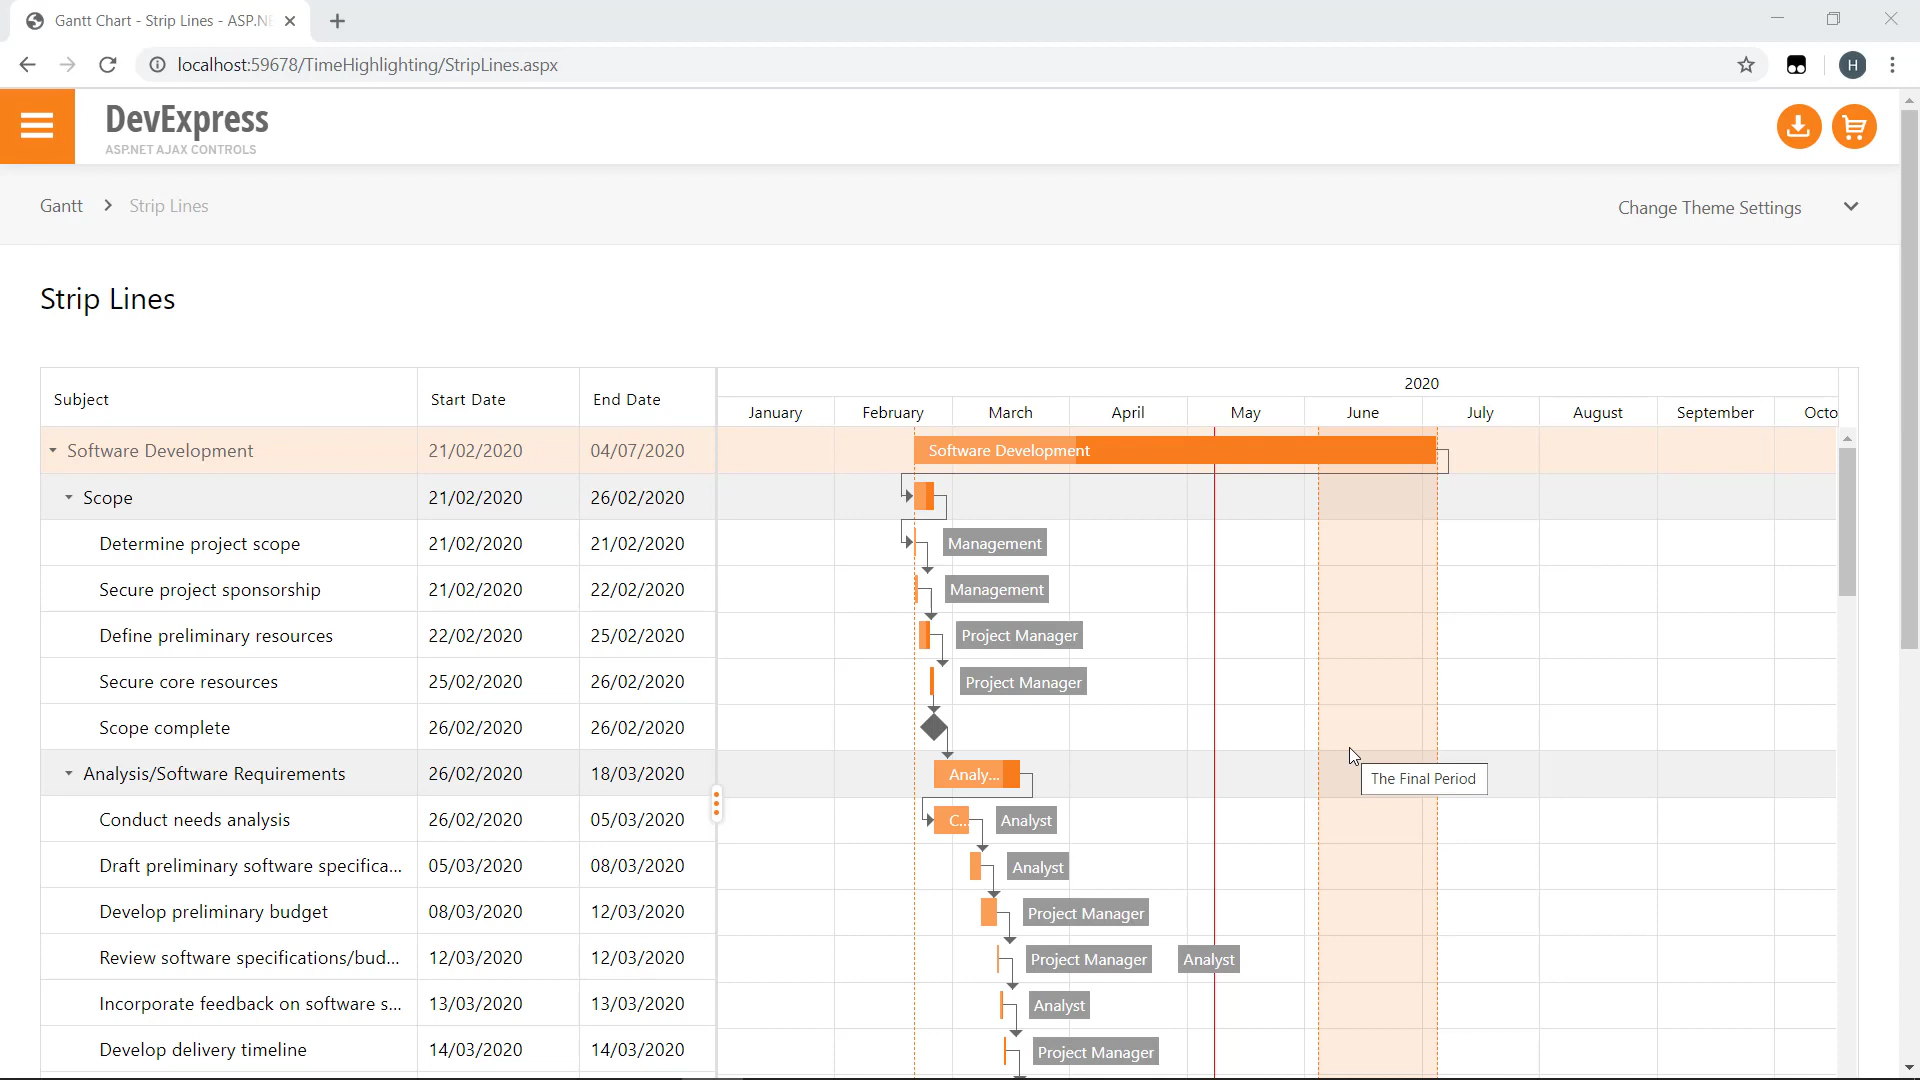 Gantt Chart - Strip Lines - ASP.NE
localhost:59678/TimeHighlighting/StripLines.aspx
H
DevExpress
ASP.NET AJAX CONTROLS
Gantt > Strip Lines
Change Theme Settings
Strip Lines
Subject Start Date End Date
2020
January February March April May June July August September Octo
Software Development 21/02/2020 04/07/2020 Software Development
Scope 21/02/2020 26/02/2020
Determine project scope 21/02/2020 21/02/2020 Management
Secure project sponsorship 21/02/2020 22/02/2020 Management
Define preliminary resources 22/02/2020 25/02/2020 Project Manager
Secure core resources 25/02/2020 26/02/2020 Project Manager
Scope complete 26/02/2020 26/02/2020
Analysis/Software Requirements 26/02/2020 18/03/2020 Analy...
The Final Period
Conduct needs analysis 26/02/2020 05/03/2020 C... Analyst
Draft preliminary software specifica... 05/03/2020 08/03/2020 Analyst
Develop preliminary budget 08/03/2020 12/03/2020 Project Manager
Review software specifications/bud... 12/03/2020 12/03/2020 Project Manager Analyst
Incorporate feedback on software s... 13/03/2020 13/03/2020 Analyst
Develop delivery timeline 14/03/2020 14/03/2020 Project Manager